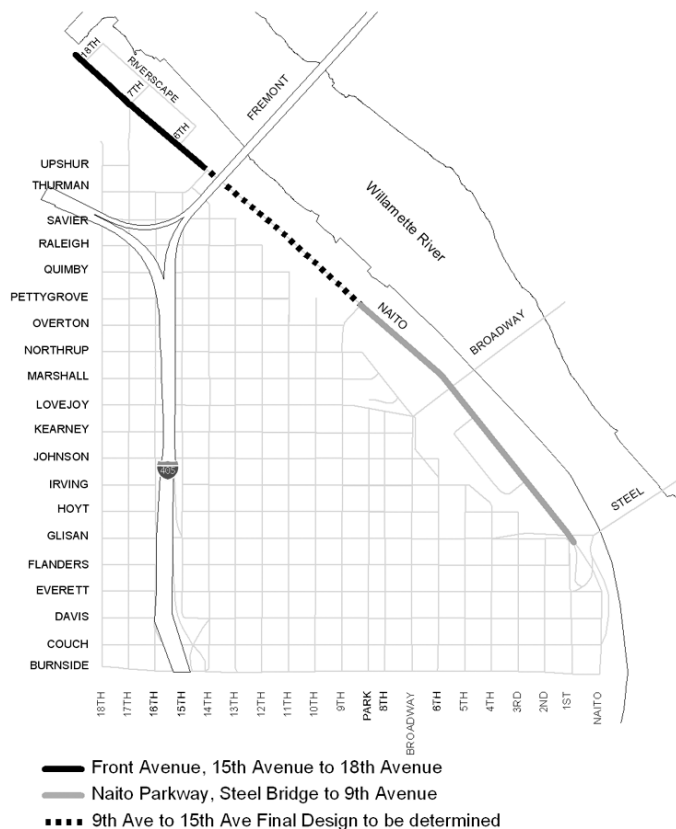 18TH
RIVERSCAPE
7TH
6TH
FREMONT
UPSHUR
THURMAN
SAVIER
RALEIGH
QUIMBY
PETTYGROVE
OVERTON
NORTHRUP
MARSHALL
LOVEJOY
KEARNEY
JOHNSON
IRVING
HOYT
GLISAN
FLANDERS
EVERETT
DAVIS
COUCH
BURNSIDE
Willamette River
NAITO
BROADWAY
STEEL
405
18TH
17TH
16TH
15TH
14TH
13TH
12TH
11TH
10TH
9TH
PARK
8TH
BROADWAY
6TH
5TH
4TH
3RD
2ND
1ST
NAITO
Front Avenue, 15th Avenue to 18th Avenue
Naito Parkway, Steel Bridge to 9th Avenue
9th Ave to 15th Ave Final Design to be determined